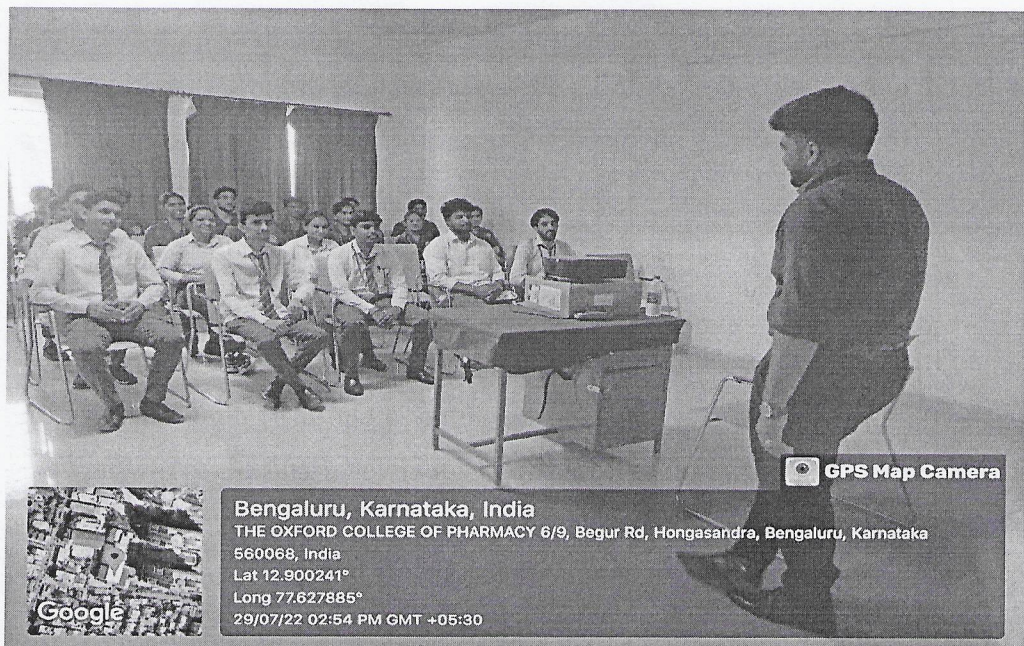 GPS Map Camera
Bengaluru, Karnataka, India
THE OXFORD COLLEGE OF PHARMACY 6/9, Begur Rd, Hongasandra, Bengaluru, Karnataka
560068, India
Lat 12.900241°
Long 77.627885°
29/07/22 02:54 PM GMT +05:30
Google